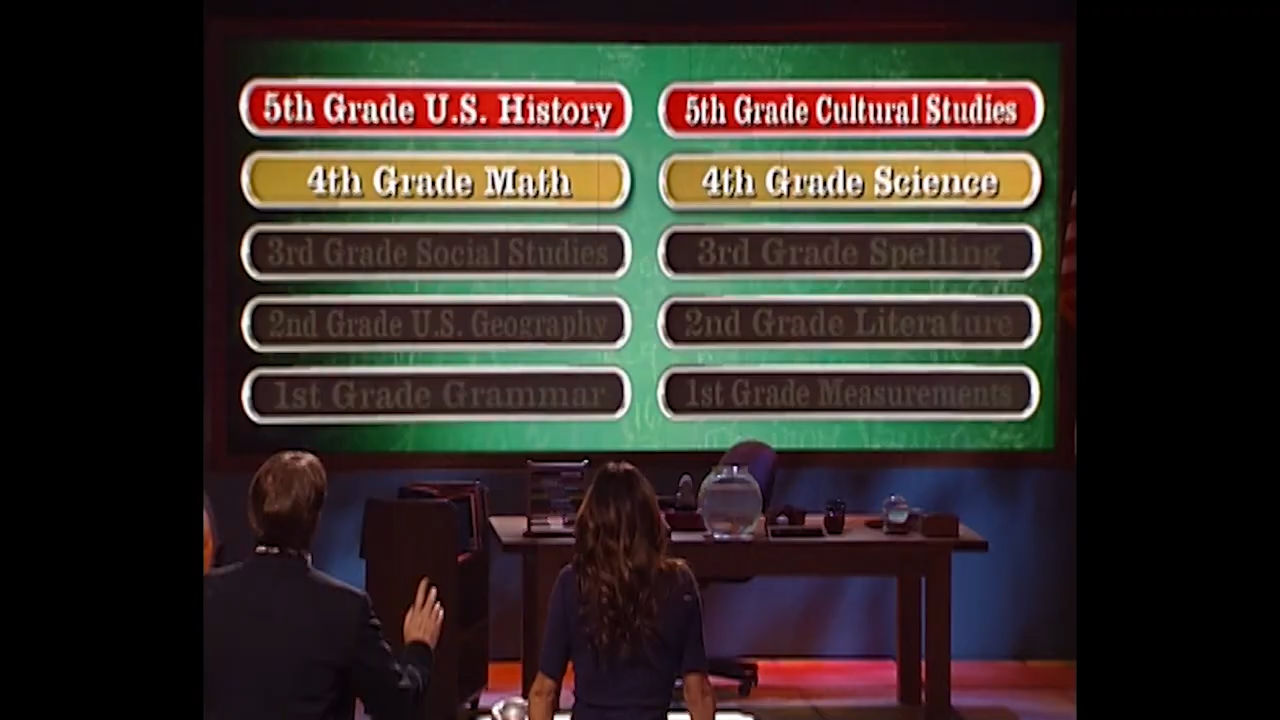 5th Grade U.S. History
5th Grade Cultural Studies
4th Grade Math
4th Grade Science
3rd Grade Social Studies
3rd Grade Spelling
2nd Grade U.S. Geography
2nd Grade Literature
1st Grade Grammar
1st Grade Measurements